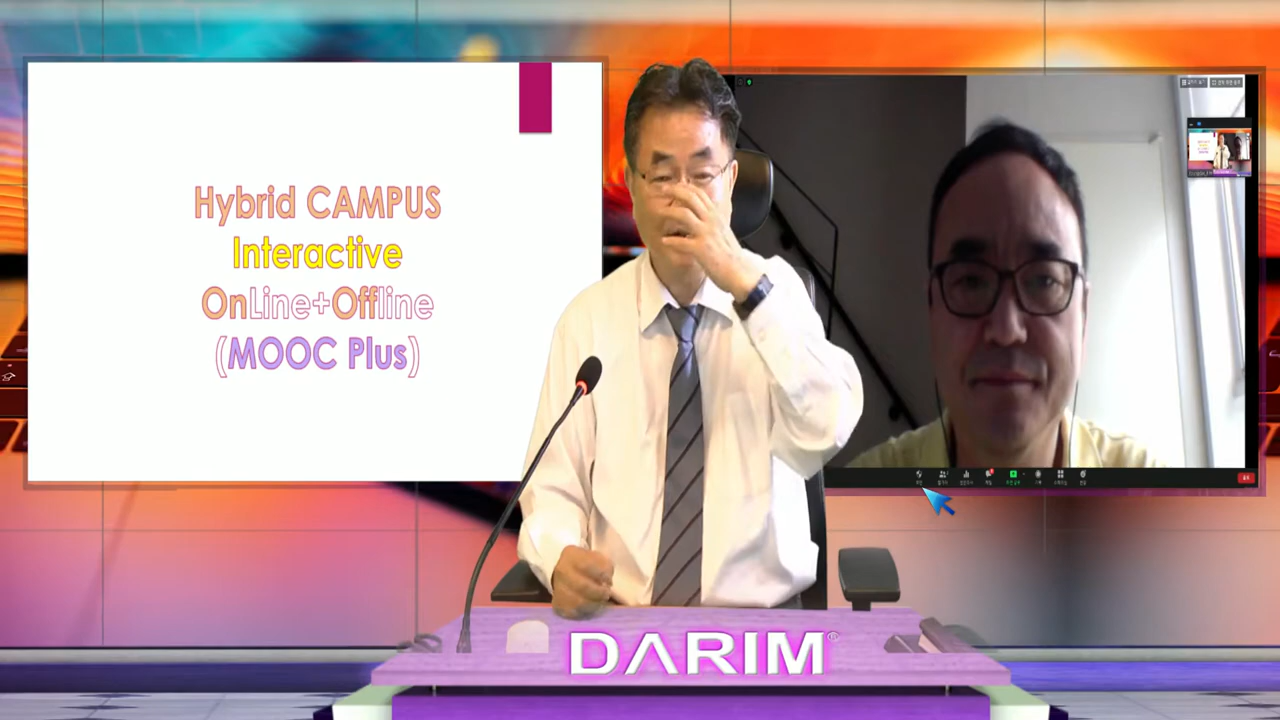 Hybrid CAMPUS
Interactive
OnLine+Offline
(MOOC Plus)
DARIM®